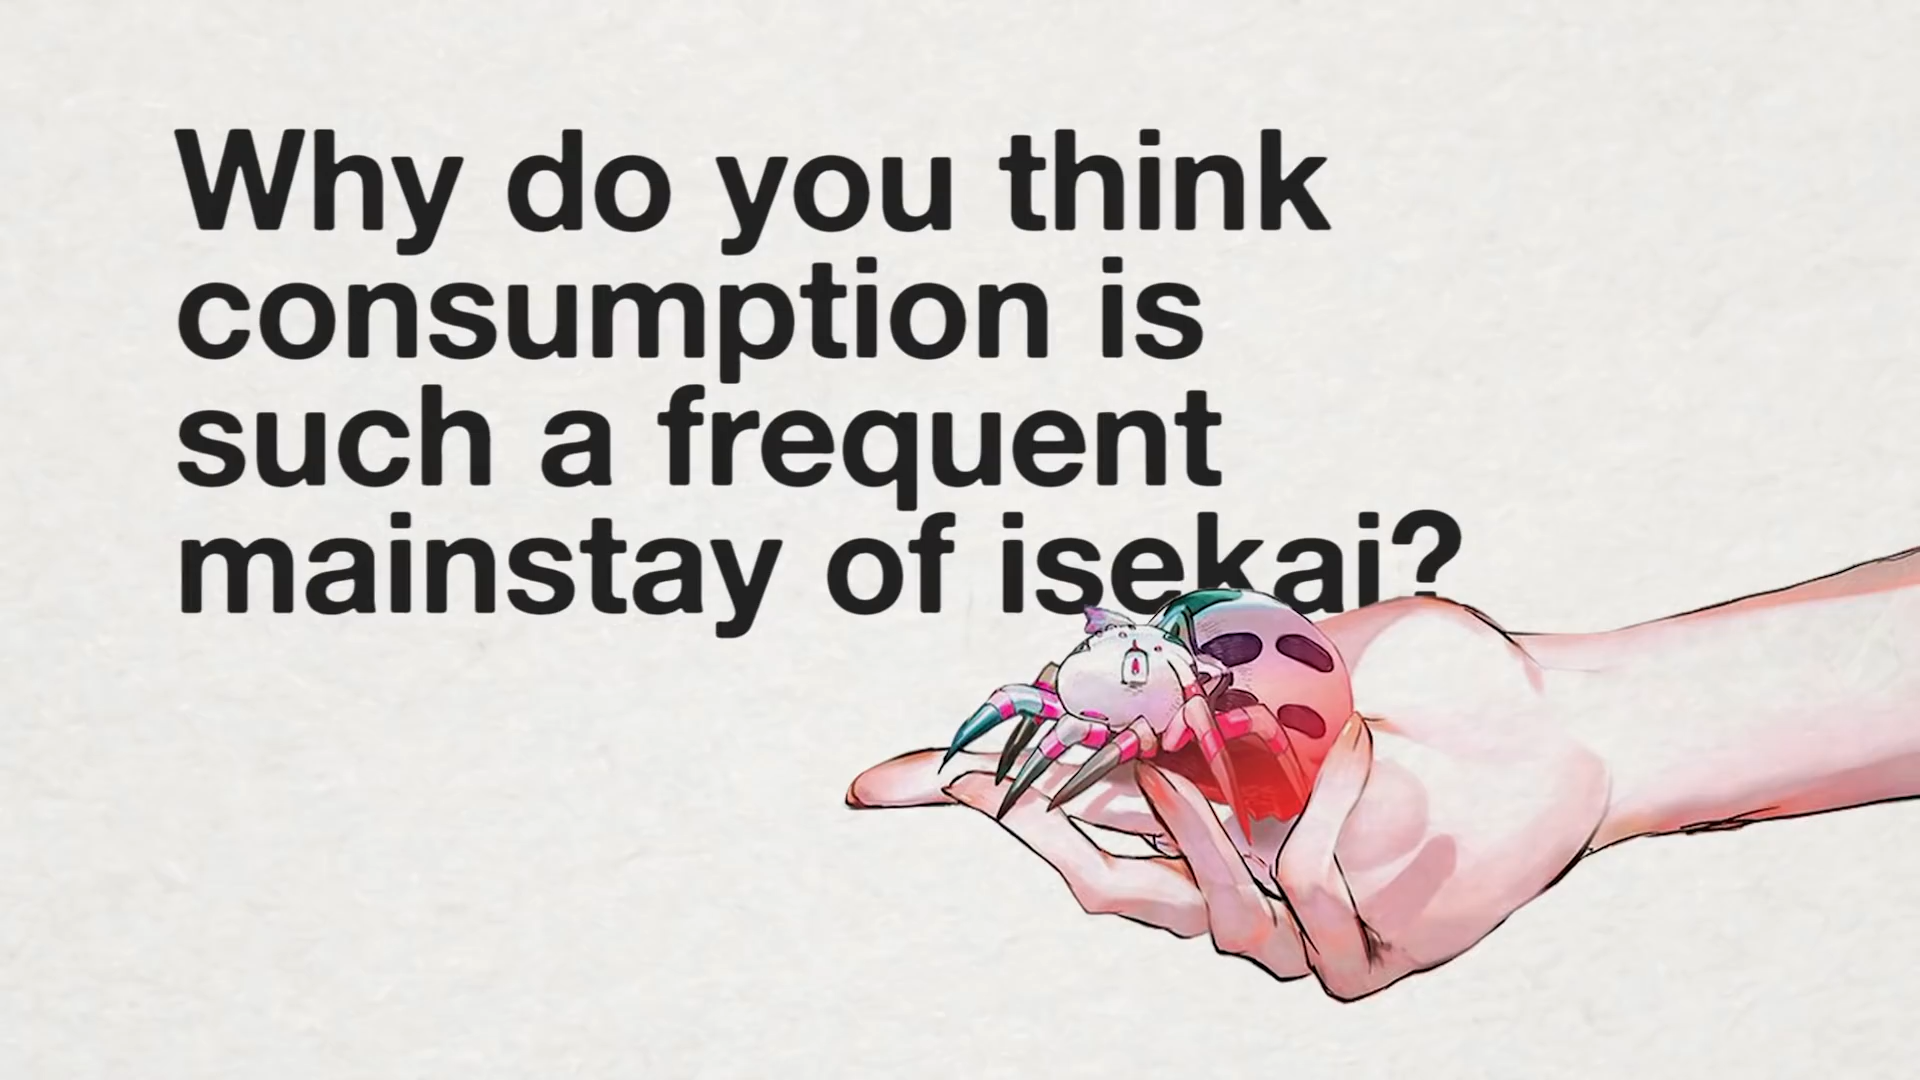 Why do you think
consumption is
such a frequent
mainstay of isekai?